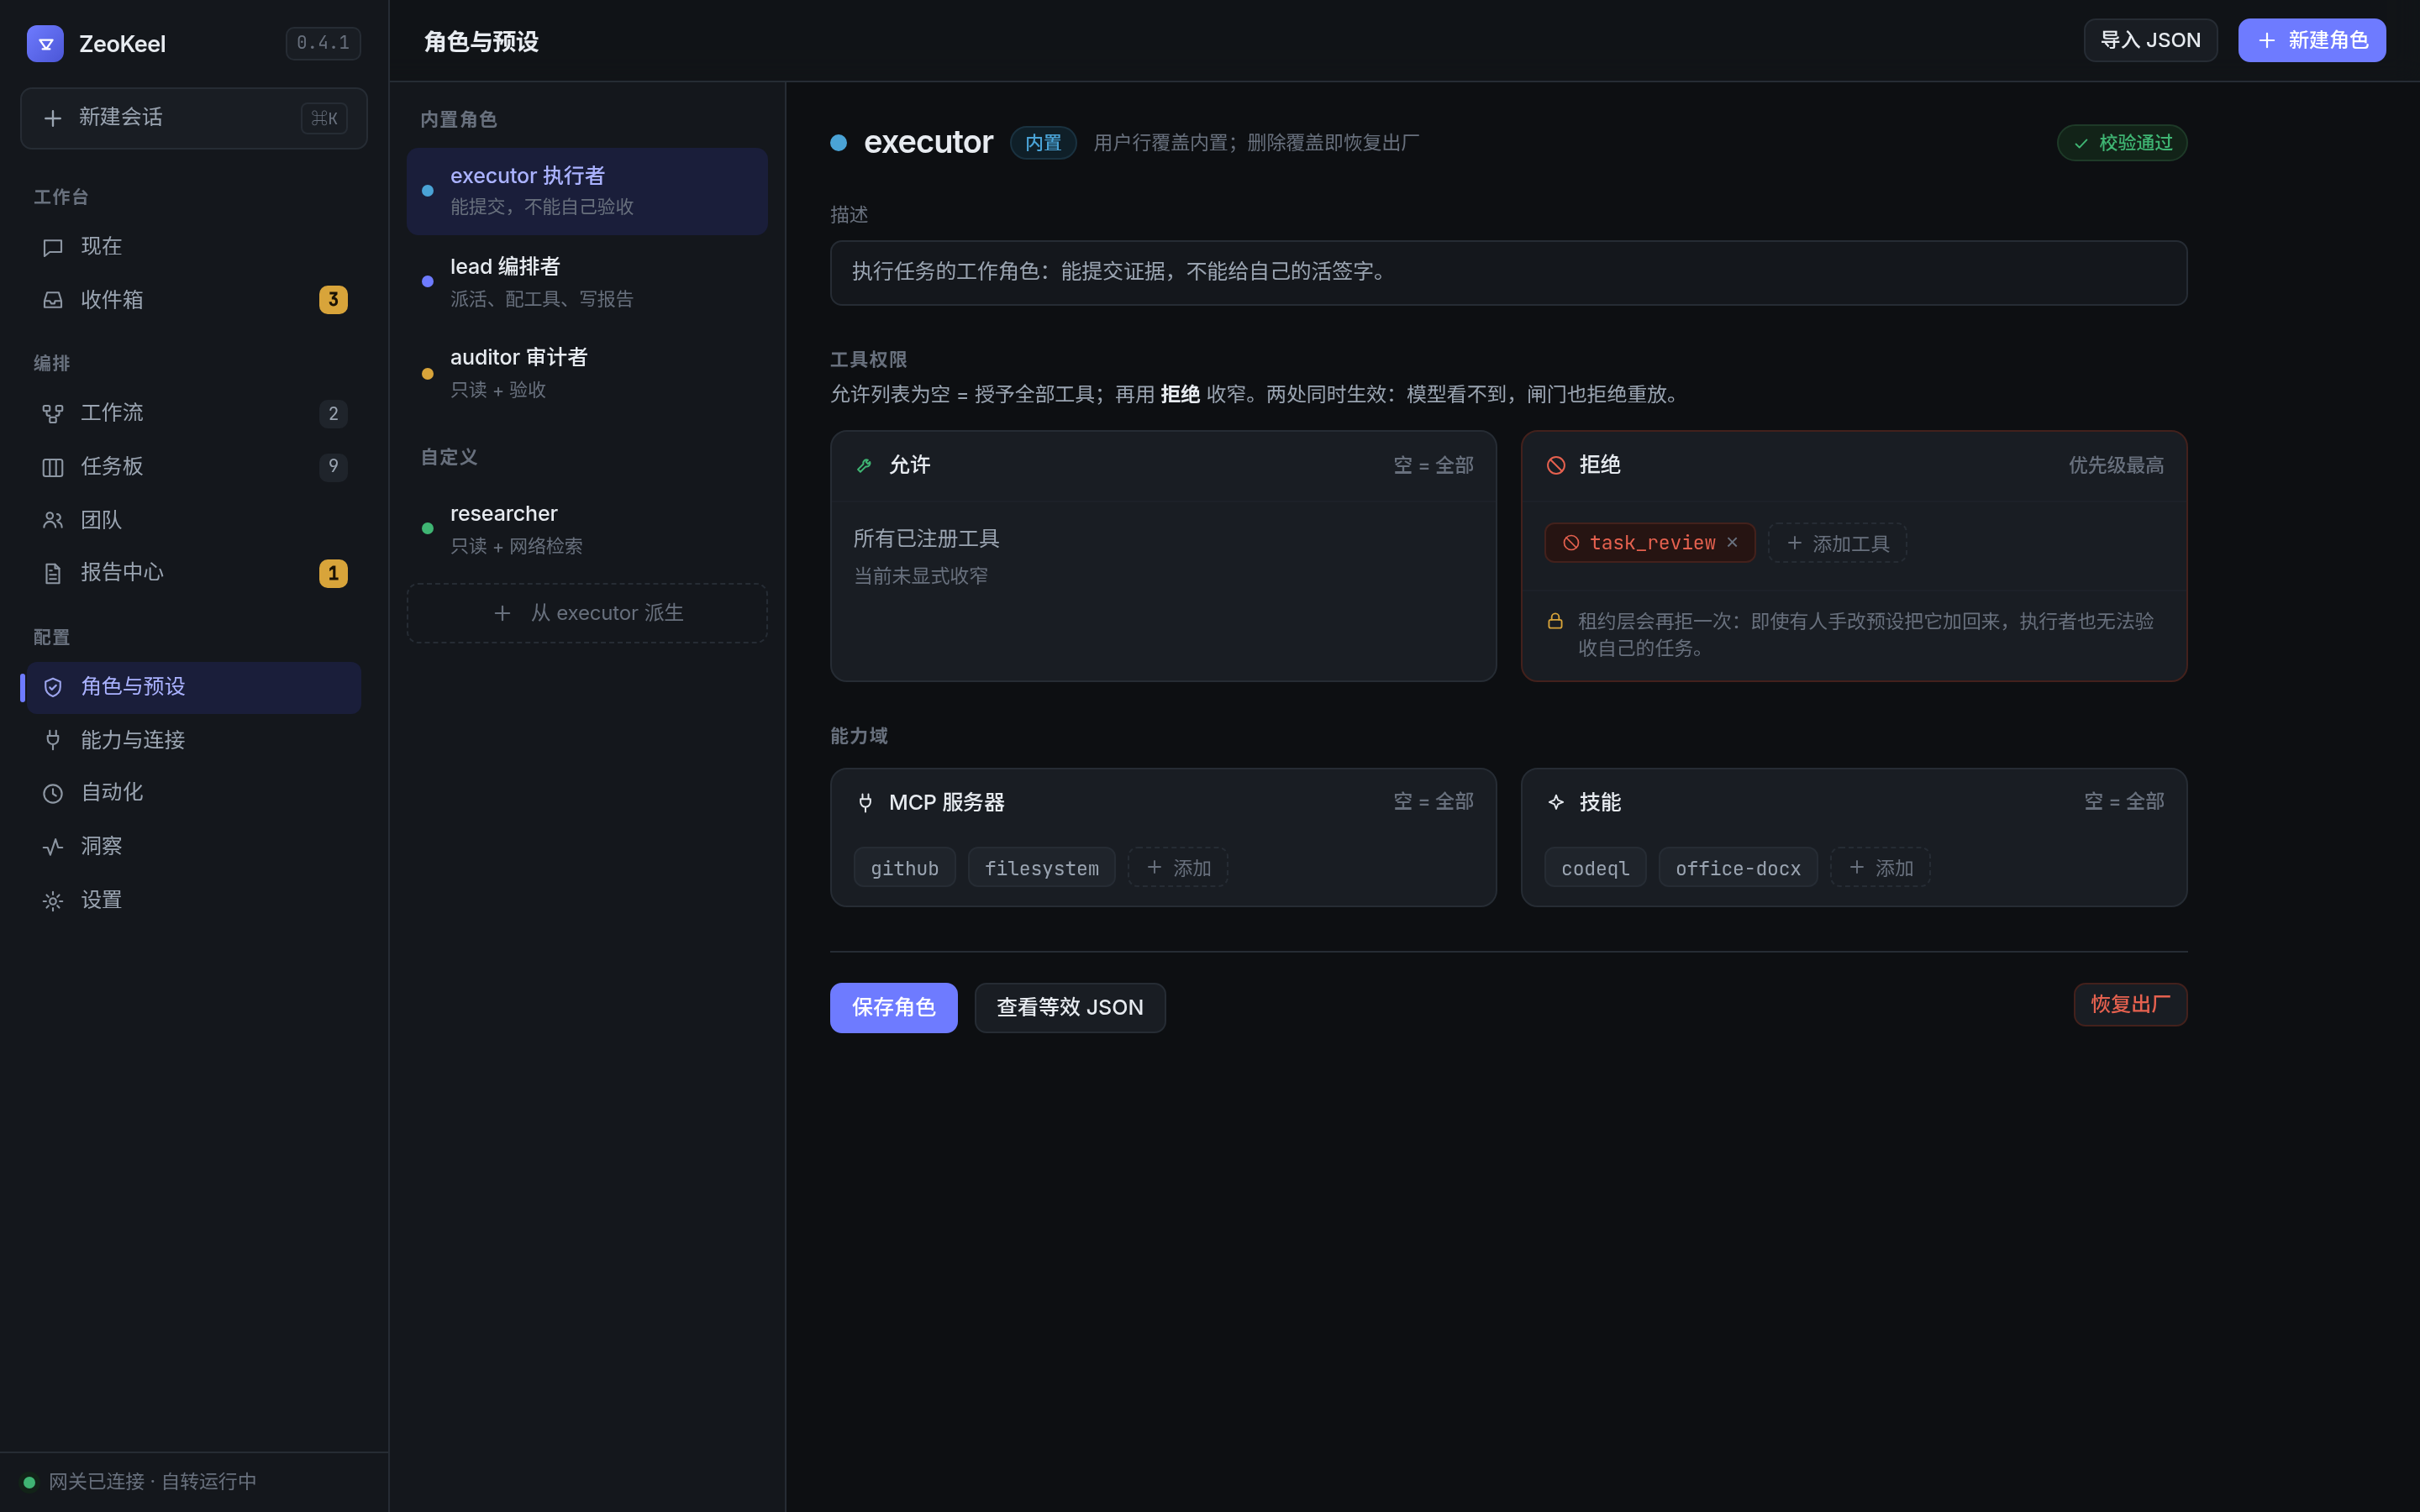 ZeoKeel
0.4.1
新建会话
⌘K
工作台
现在
收件箱
3
编排
工作流
2
任务板
9
团队
报告中心
1
配置
角色与预设
能力与连接
自动化
洞察
设置
网关已连接 · 自转运行中
角色与预设
导入 JSON
新建角色
内置角色
executor 执行者
能提交，不能自己验收
lead 编排者
派活、配工具、写报告
auditor 审计者
只读 + 验收
自定义
researcher
只读 + 网络检索
从 executor 派生
executor
内置
用户行覆盖内置；删除覆盖即恢复出厂
校验通过
描述
执行任务的工作角色：能提交证据，不能给自己的活签字。
工具权限
允许列表为空 = 授予全部工具；再用 拒绝 收窄。两处同时生效：模型看不到，闸门也拒绝重放。
允许
空 = 全部
所有已注册工具
当前未显式收窄
拒绝
优先级最高
task_review ×
添加工具
租约层会再拒一次：即使有人手改预设把它加回来，执行者也无法验
收自己的任务。
能力域
MCP 服务器
空 = 全部
github
filesystem
添加
技能
空 = 全部
codeql
office-docx
添加
保存角色
查看等效 JSON
恢复出厂